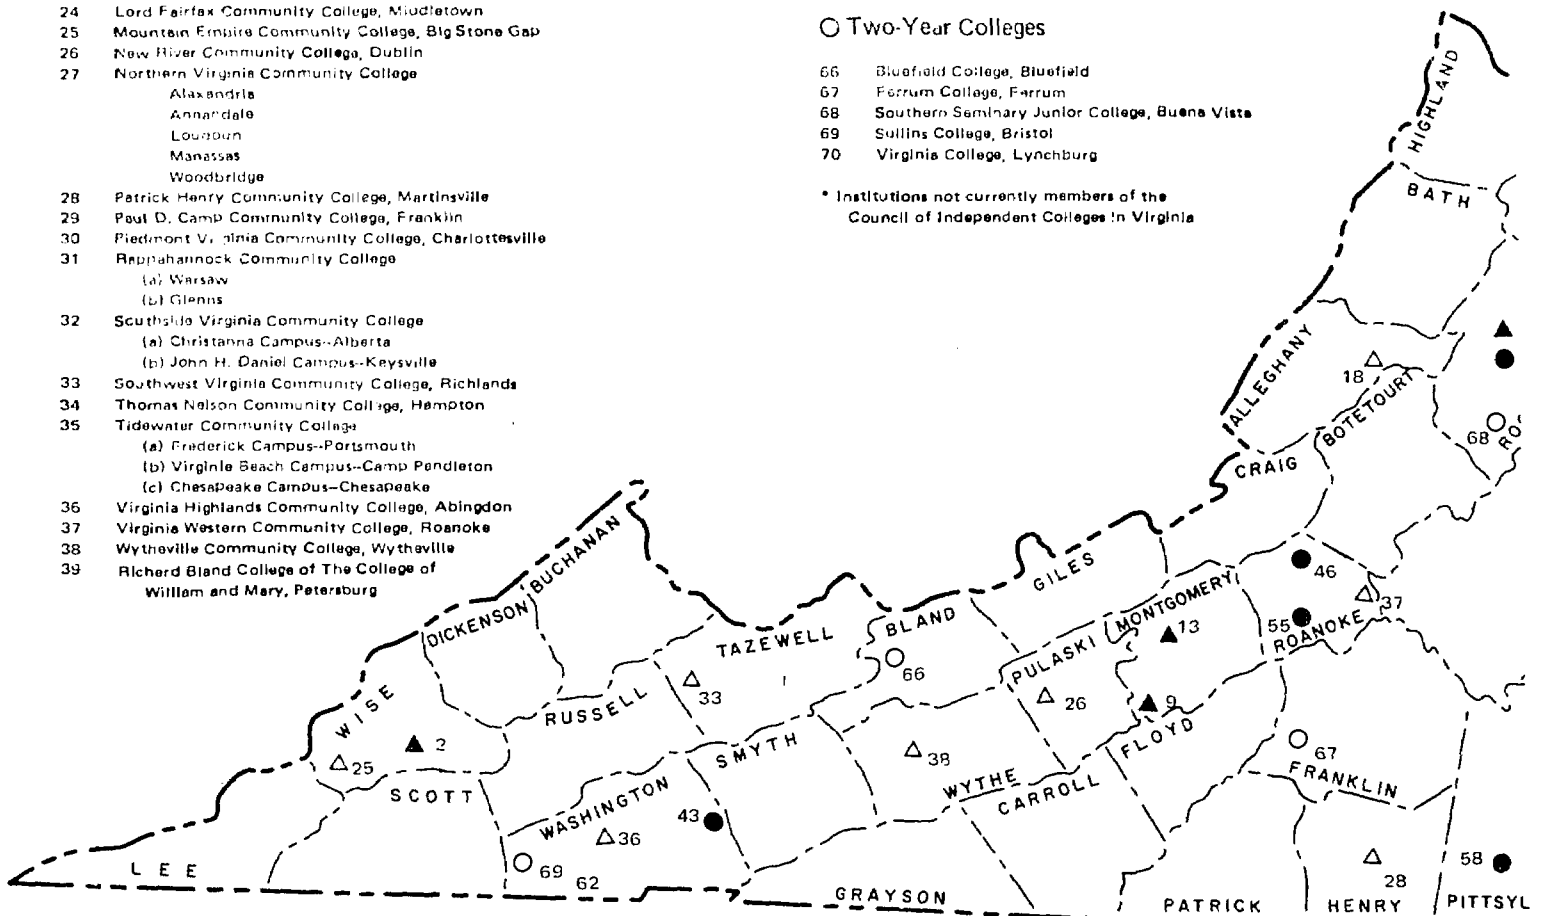 24 Lord Fairfax Community College, Middletown
25 Mountain Empire Community College, Big Stone Gap
26 New River Community College, Dublin
27 Northern Virginia Community College
Alexandria
Annandale
Loudoun
Manassas
Woodbridge
28 Patrick Henry Community College, Martinsville
29 Paul D. Camp Community College, Franklin
30 Piedmont Virginia Community College, Charlottesville
31 Rappahannock Community College
(a) Warsaw
(b) Glenns
32 Southside Virginia Community College
(a) Christanna Campus--Alberta
(b) John H. Daniel Campus--Keysville
33 Southwest Virginia Community College, Richlands
34 Thomas Nelson Community College, Hampton
35 Tidewater Community College
(a) Frederick Campus--Portsmouth
(b) Virginia Beach Campus--Camp Pendleton
(c) Chesapeake Campus--Chesapeake
36 Virginia Highlands Community College, Abingdon
37 Virginia Western Community College, Roanoke
38 Wytheville Community College, Wytheville
39 Richard Bland College of The College of
William and Mary, Petersburg
Two-Year Colleges
66 Bluefield College, Bluefield
67 Ferrum College, Ferrum
68 Southern Seminary Junior College, Buena Vista
69 Sullins College, Bristol
70 Virginia College, Lynchburg
* Institutions not currently members of the
Council of Independent Colleges in Virginia
HIGHLAND
BATH
ALLEGHANY
18
BOTETOURT
68
RO
CRAIG
BUCHANAN
DICKENSON
GILES
46
MONTGOMERY
37
BLAND
TAZEWELL
13
55
ROANOKE
PULASKI
66
33
26
9
RUSSELL
WISE
2
25
SMYTH
38
FLOYD
67
FRANKLIN
WYTHE
CARROLL
SCOTT
WASHINGTON
43
36
LEE
69
62
58
28
GRAYSON
PATRICK
HENRY
PITTSYL